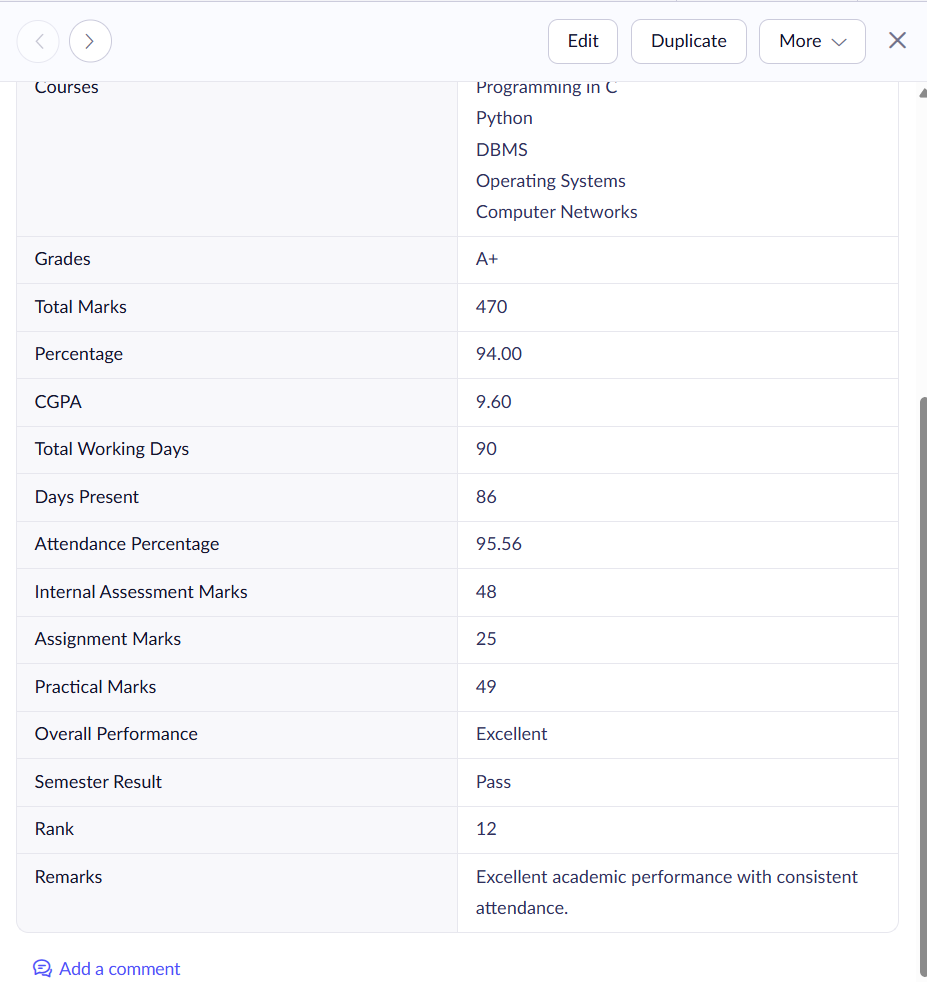 Edit Duplicate More
Courses Programming in C
Python
DBMS
Operating Systems
Computer Networks
Grades A+
Total Marks 470
Percentage 94.00
CGPA 9.60
Total Working Days 90
Days Present 86
Attendance Percentage 95.56
Internal Assessment Marks 48
Assignment Marks 25
Practical Marks 49
Overall Performance Excellent
Semester Result Pass
Rank 12
Remarks Excellent academic performance with consistent
attendance.
Add a comment